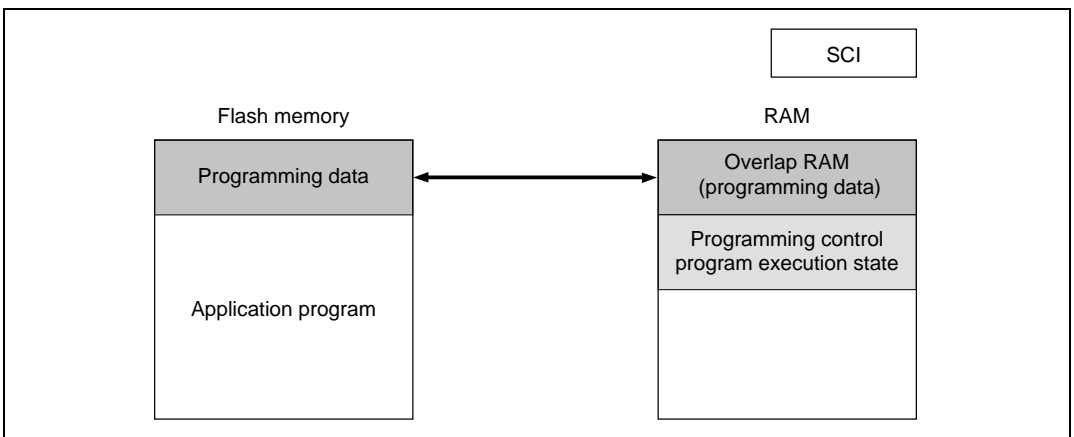 SCI
Flash memory
RAM
Programming data
Overlap RAM
(programming data)
Programming control
program execution state
Application program